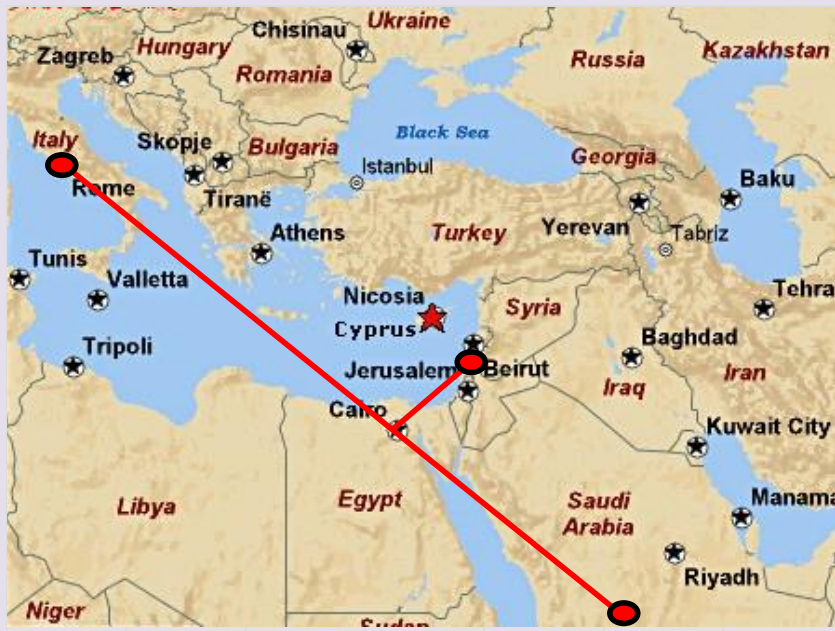 Ukraine
Chisinau
Hungary
Zagreb
Romania
Russia
Kazakhstan
Italy
Skopje
Bulgaria
Black Sea
Georgia
Istanbul
Rome
Tiranë
Baku
Yerevan
Tabriz
Athens
Turkey
Tunis
Valletta
Nicosia
Syria
Tehra
Cyprus
Baghdad
Tripoli
Jerusalem
Beirut
Iraq
Iran
Cairo
Kuwait City
Libya
Egypt
Saudi
Arabia
Manama
Riyadh
Niger
Sudan